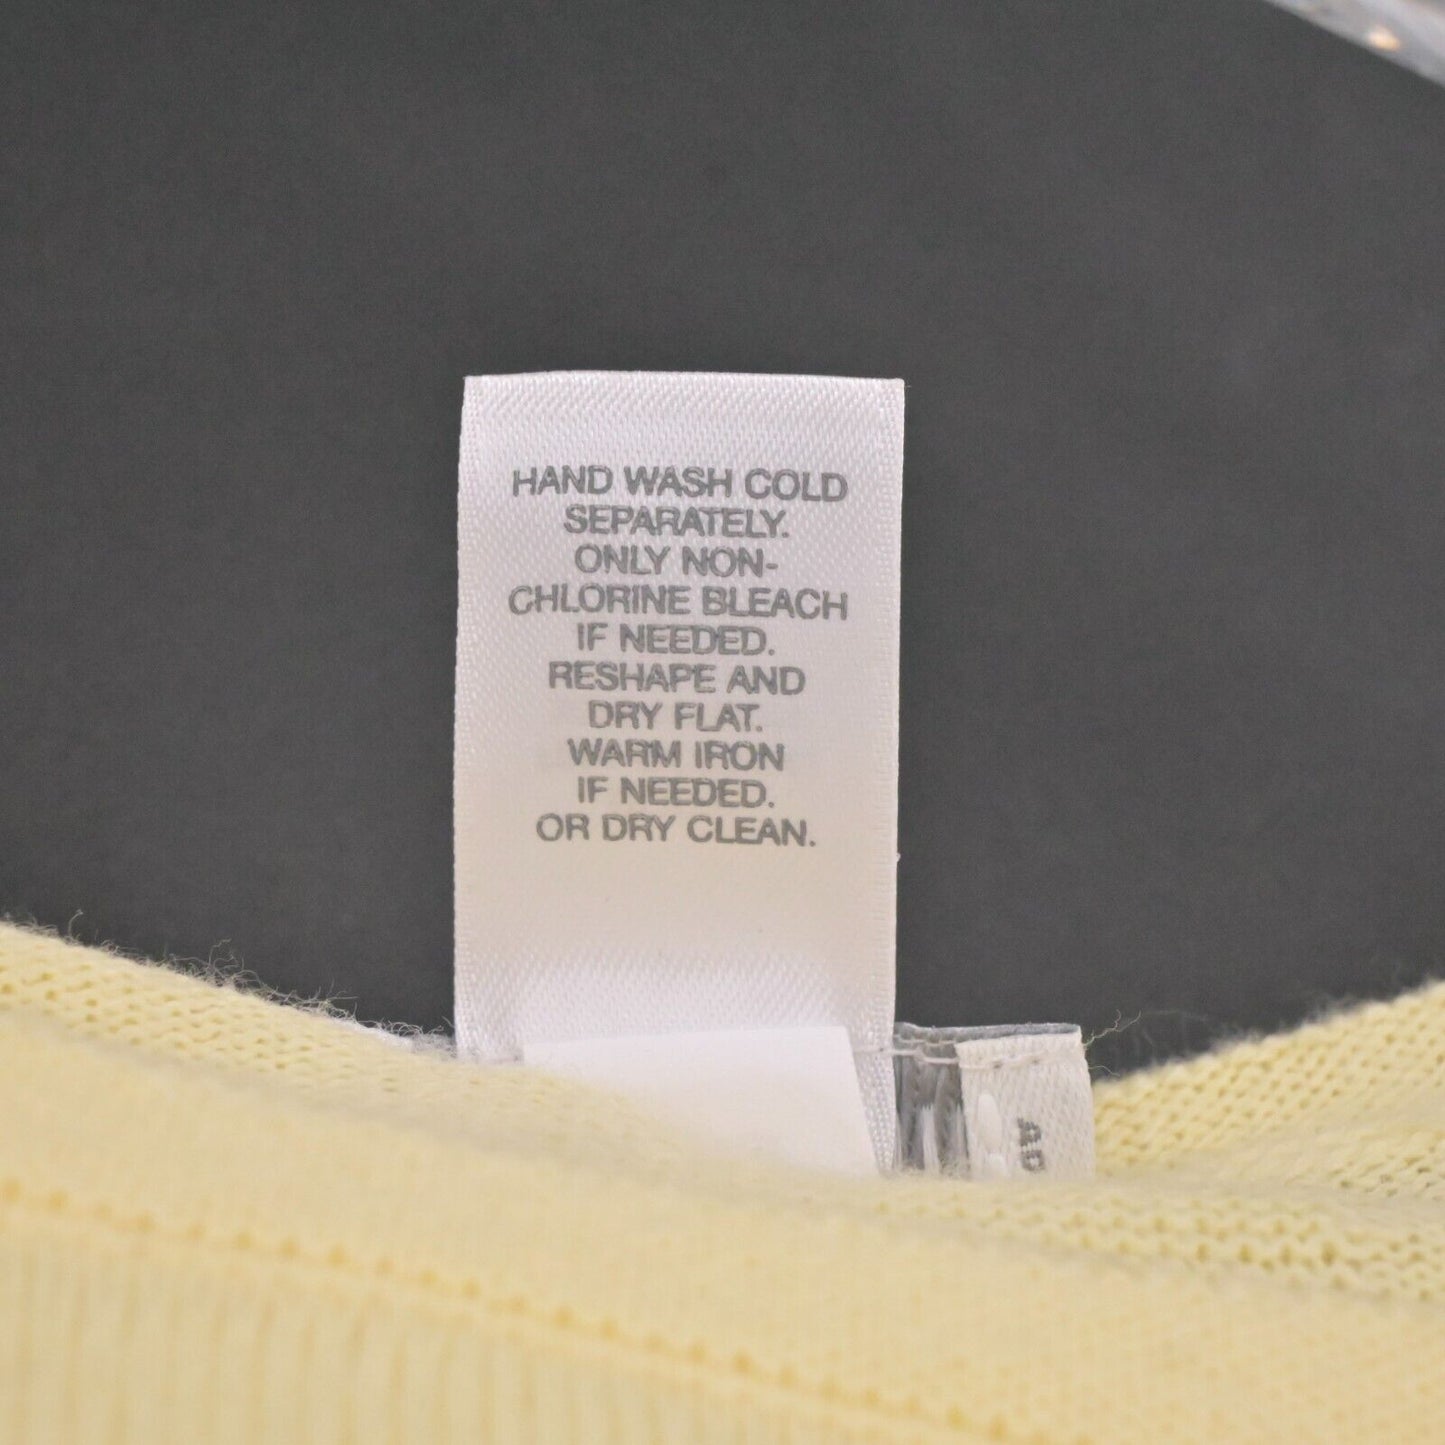 HAND WASH COLD
SEPARATELY.
ONLY NON-
CHLORINE BLEACH
IF NEEDED.
RESHAPE AND
DRY FLAT.
WARM IRON
IF NEEDED.
OR DRY CLEAN.